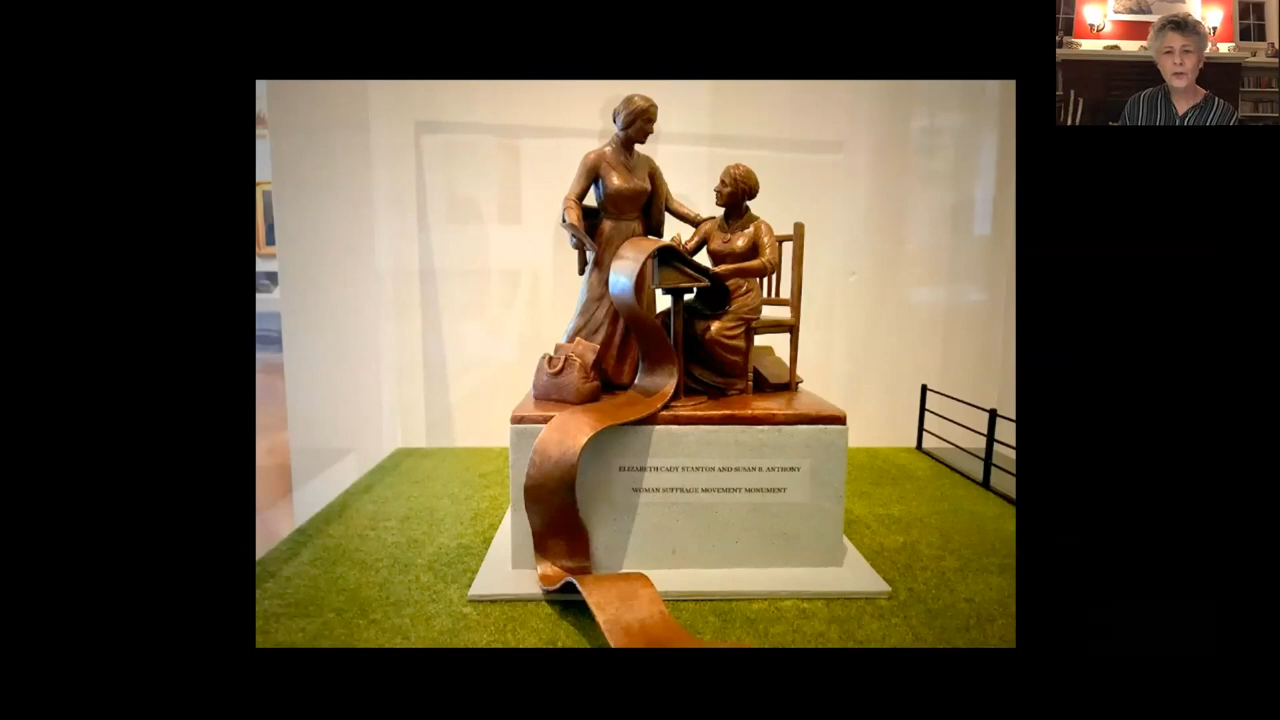 ELIZABETH CADY STANTON AND SUSAN B. ANTHONY
WOMAN SUFFRAGE MOVEMENT MONUMENT